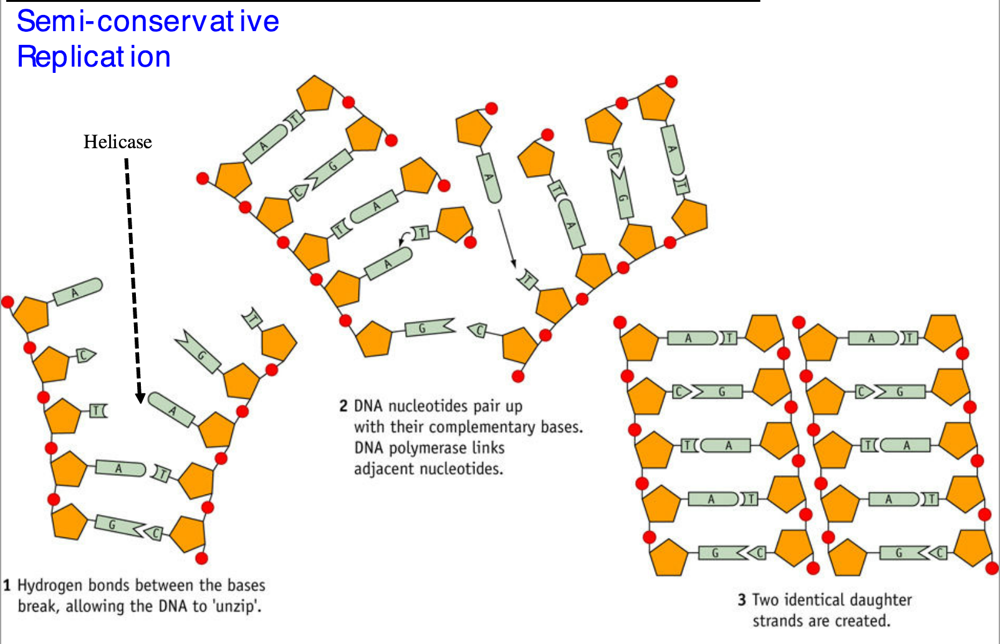 Semi-conservative
Replication
Helicase
A
T
C
G
T
A
A
T
G
C
A
C
T
A
G
G
A
T
T
C
A
T
A
T
C
G
A
T
T
A
G
A
T
C
1 Hydrogen bonds between the bases
break, allowing the DNA to 'unzip'.
2 DNA nucleotides pair up
with their complementary bases.
DNA polymerase links
adjacent nucleotides.
A T A T
C G C G
T A T A
A T A T
G C G C
3 Two identical daughter
strands are created.